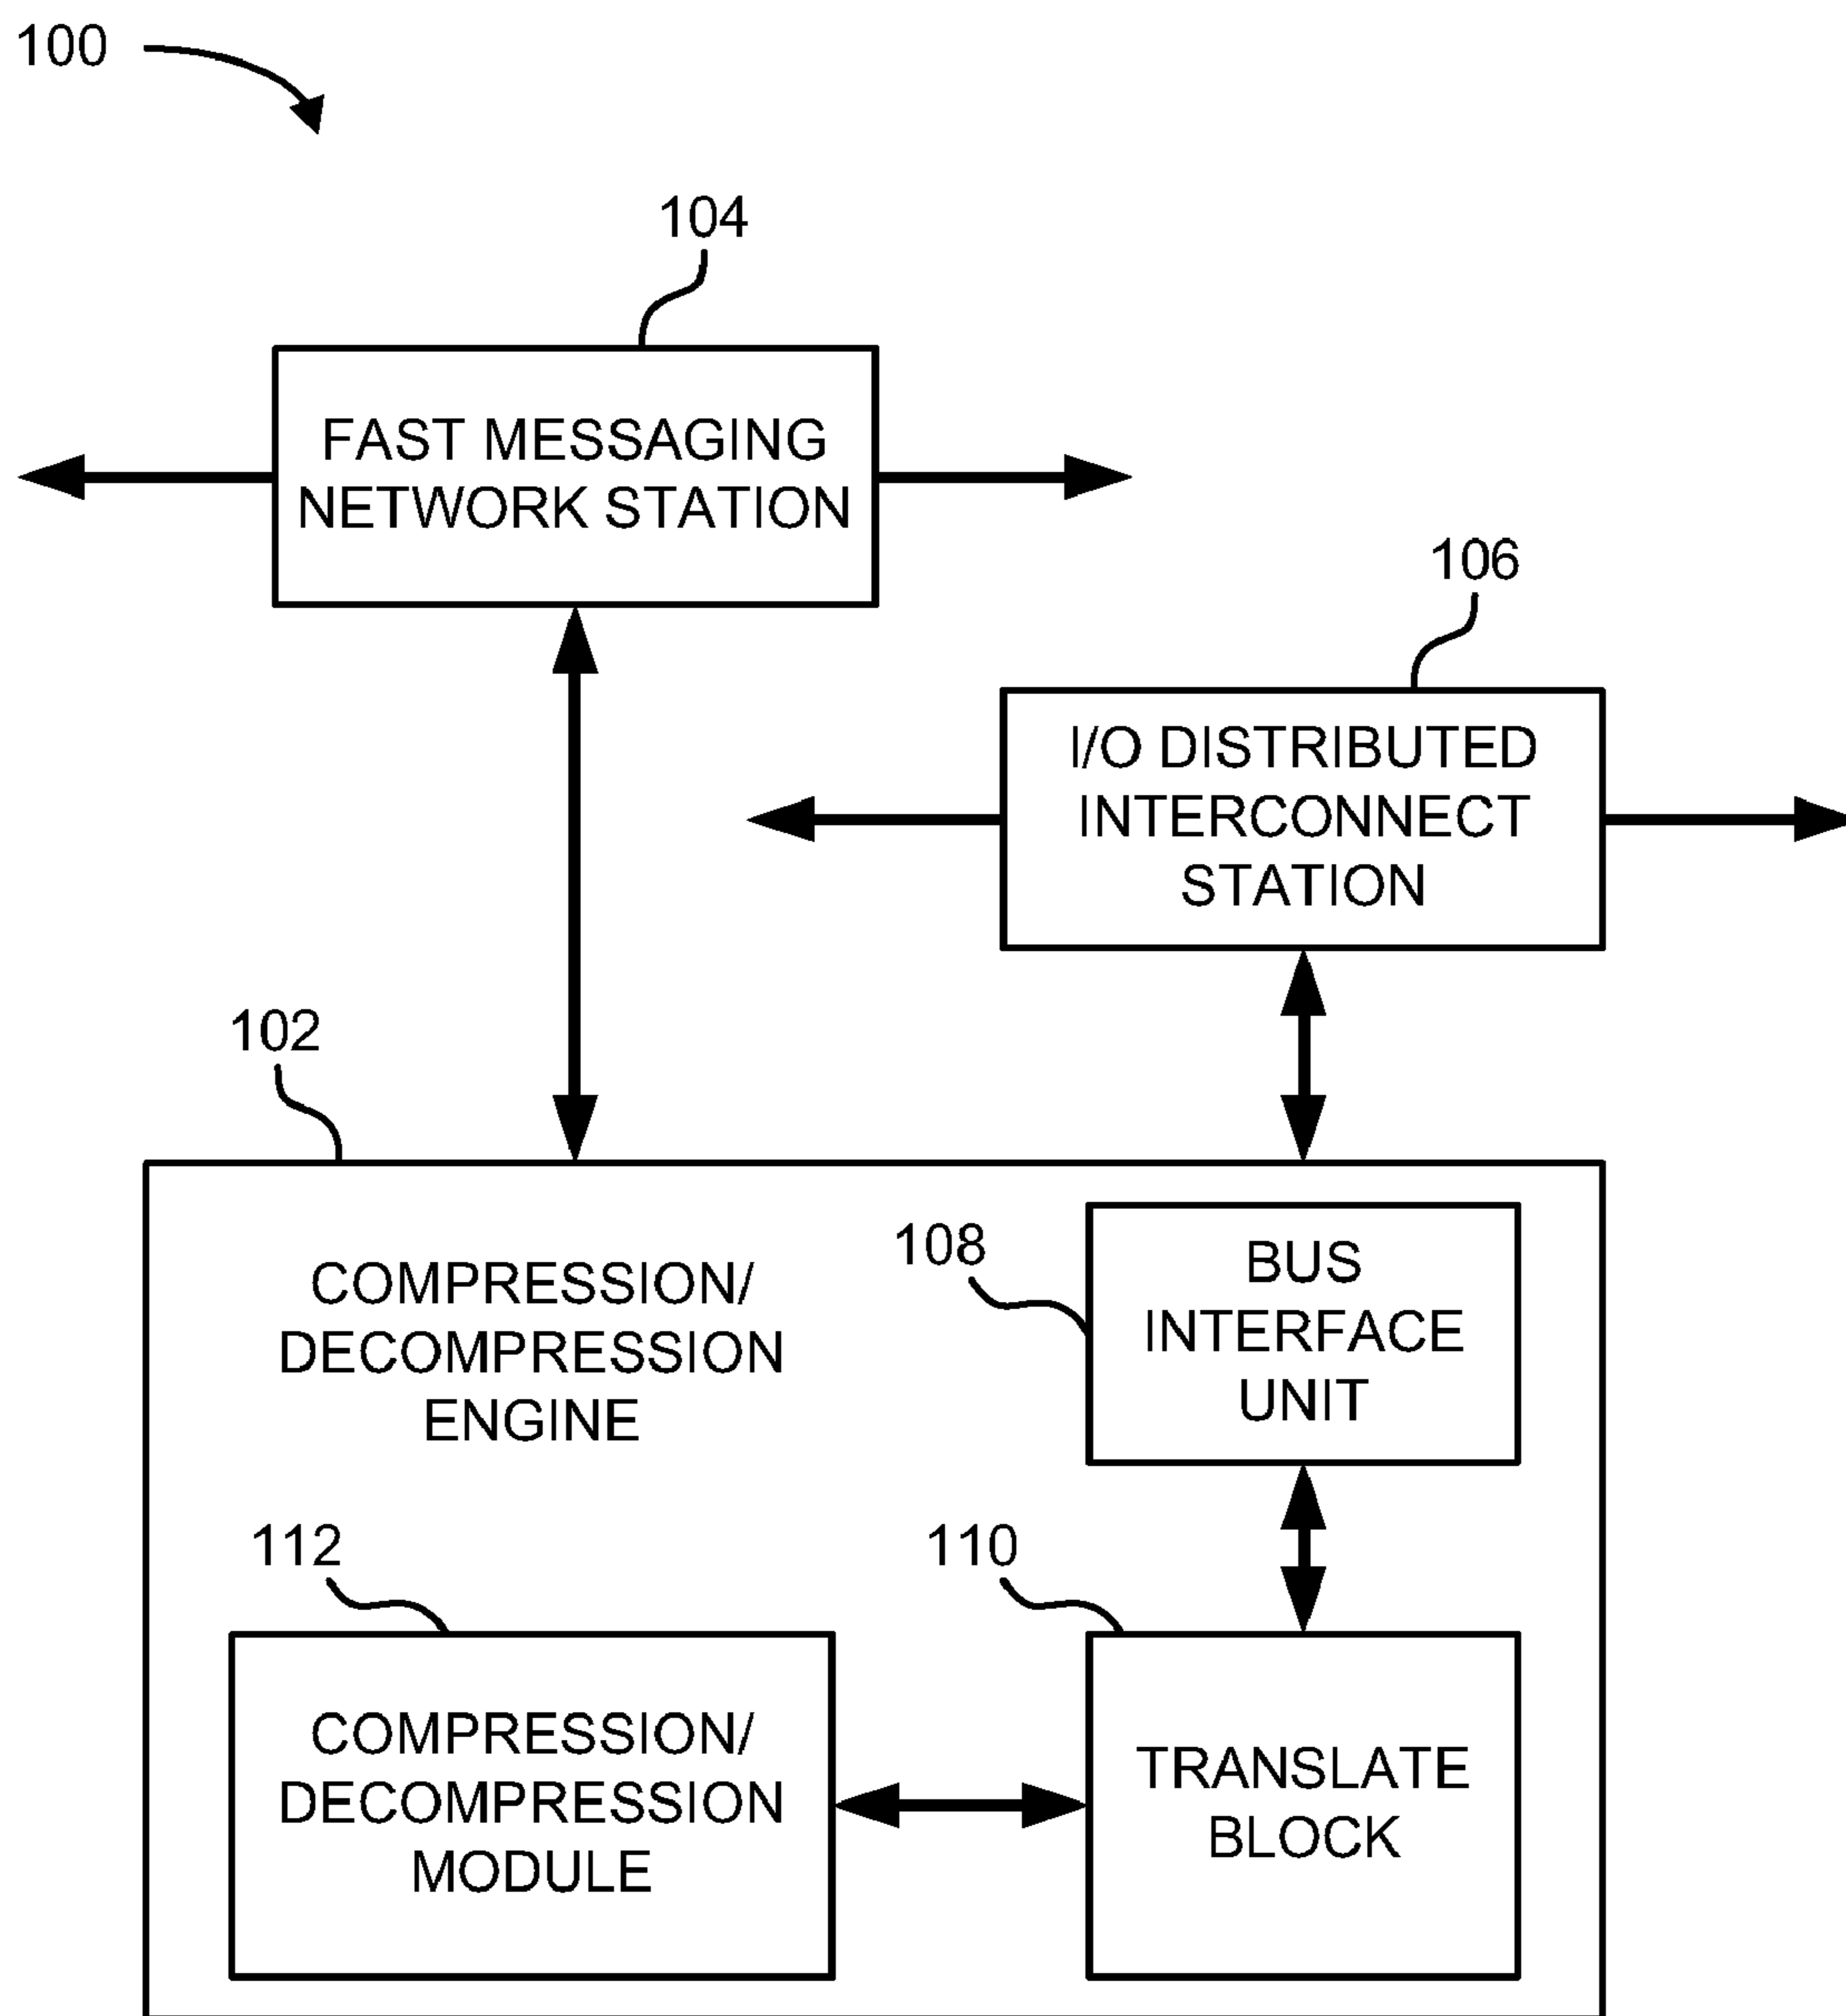 100
104
FAST MESSAGING
NETWORK STATION
106
I/O DISTRIBUTED
INTERCONNECT
STATION
102
COMPRESSION/
DECOMPRESSION
ENGINE
108
BUS
INTERFACE
UNIT
112
COMPRESSION/
DECOMPRESSION
MODULE
110
TRANSLATE
BLOCK